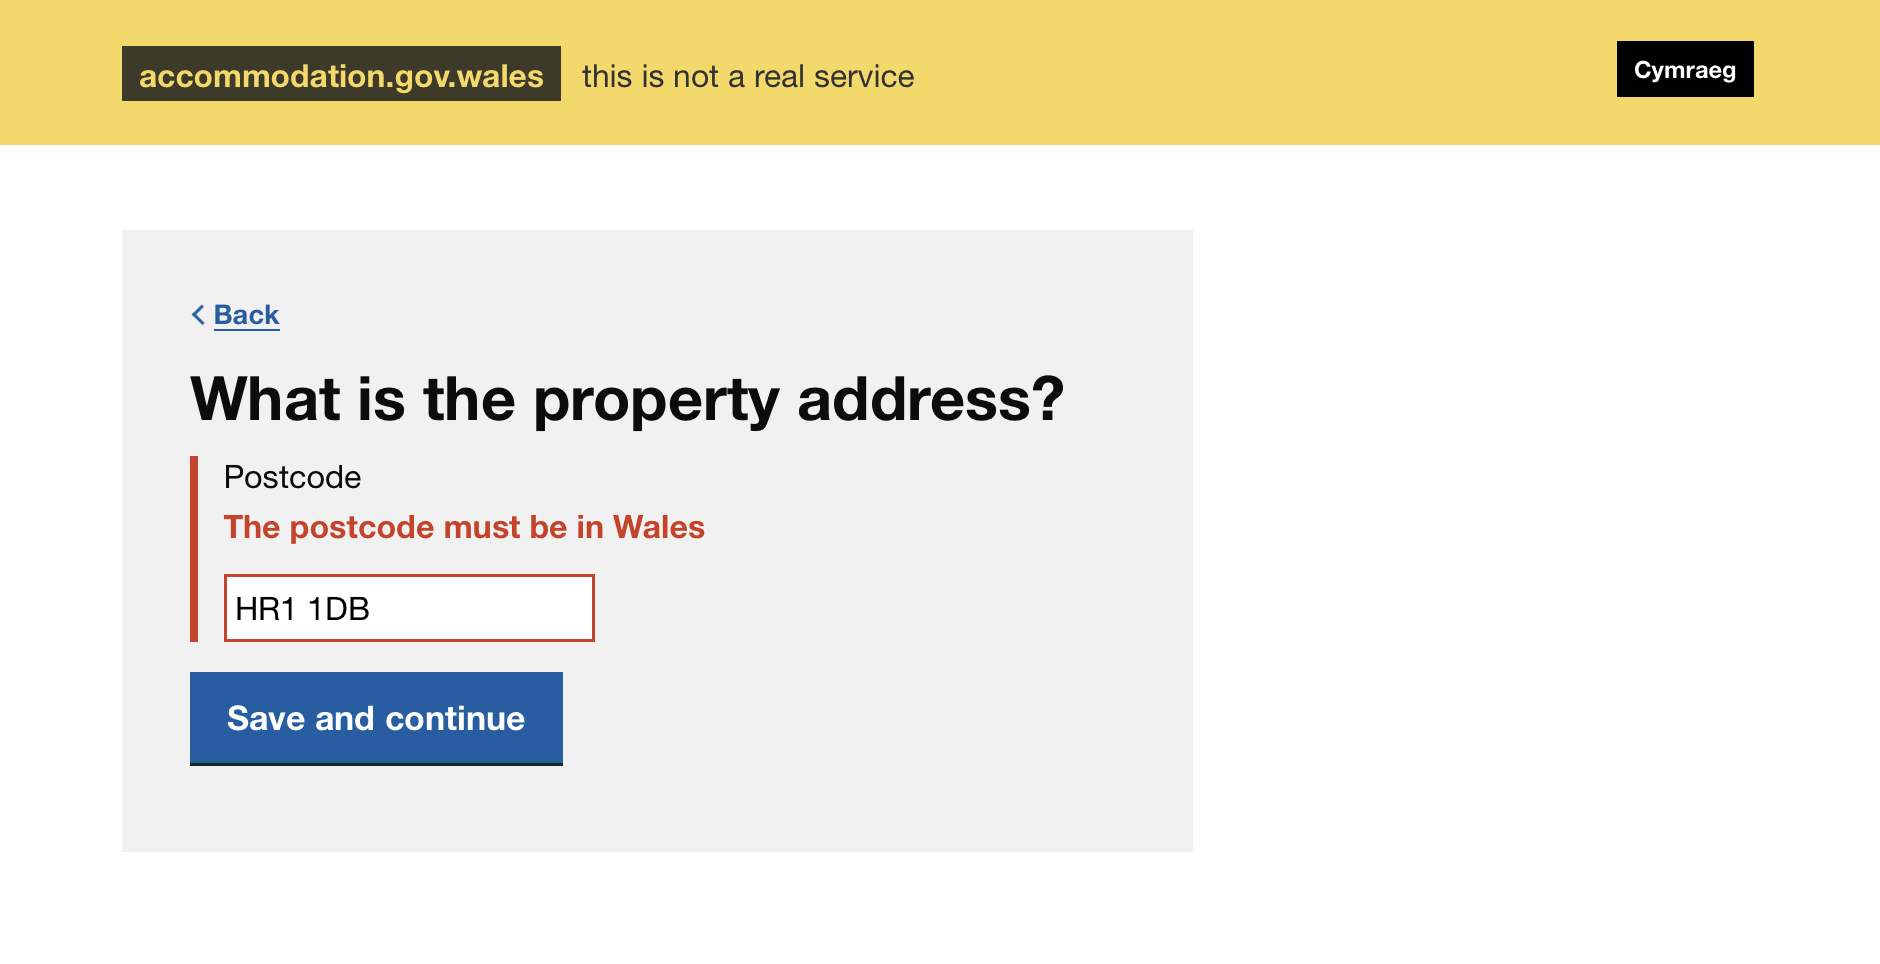 accommodation.gov.wales this is not a real service
Cymraeg
Back
What is the property address?
Postcode
The postcode must be in Wales
HR1 1DB
Save and continue